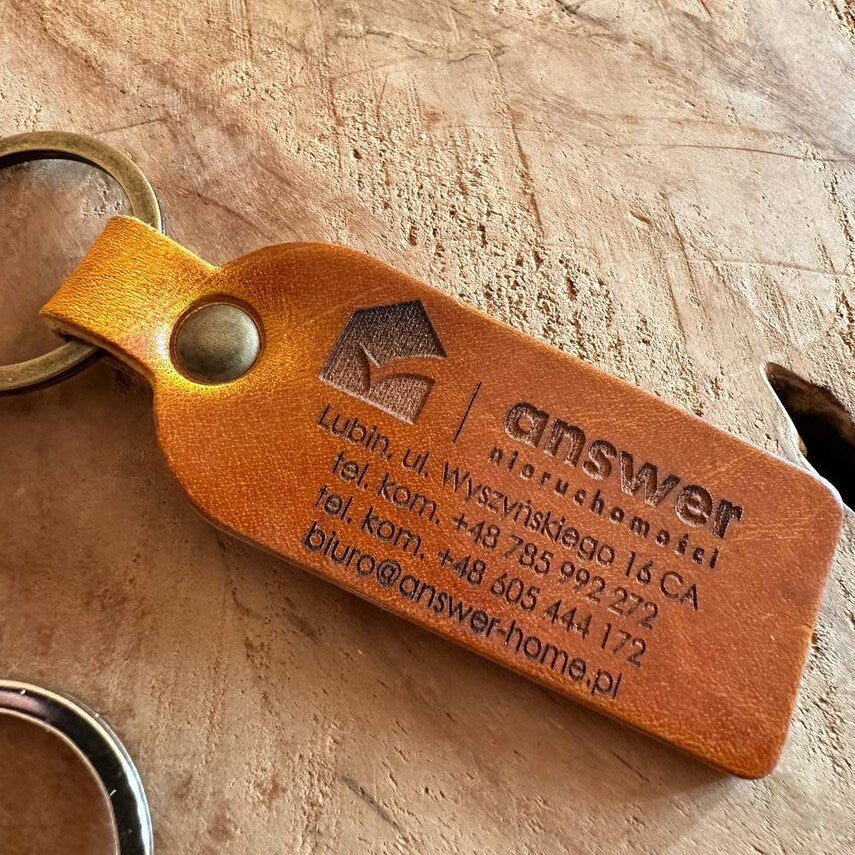 answer
nieruchomości
Lubin, ul. Wyszyńskiego 16 CA
tel. kom. +48 785 992 272
tel. kom. +48 605 444 172
biuro@answer-home.pl